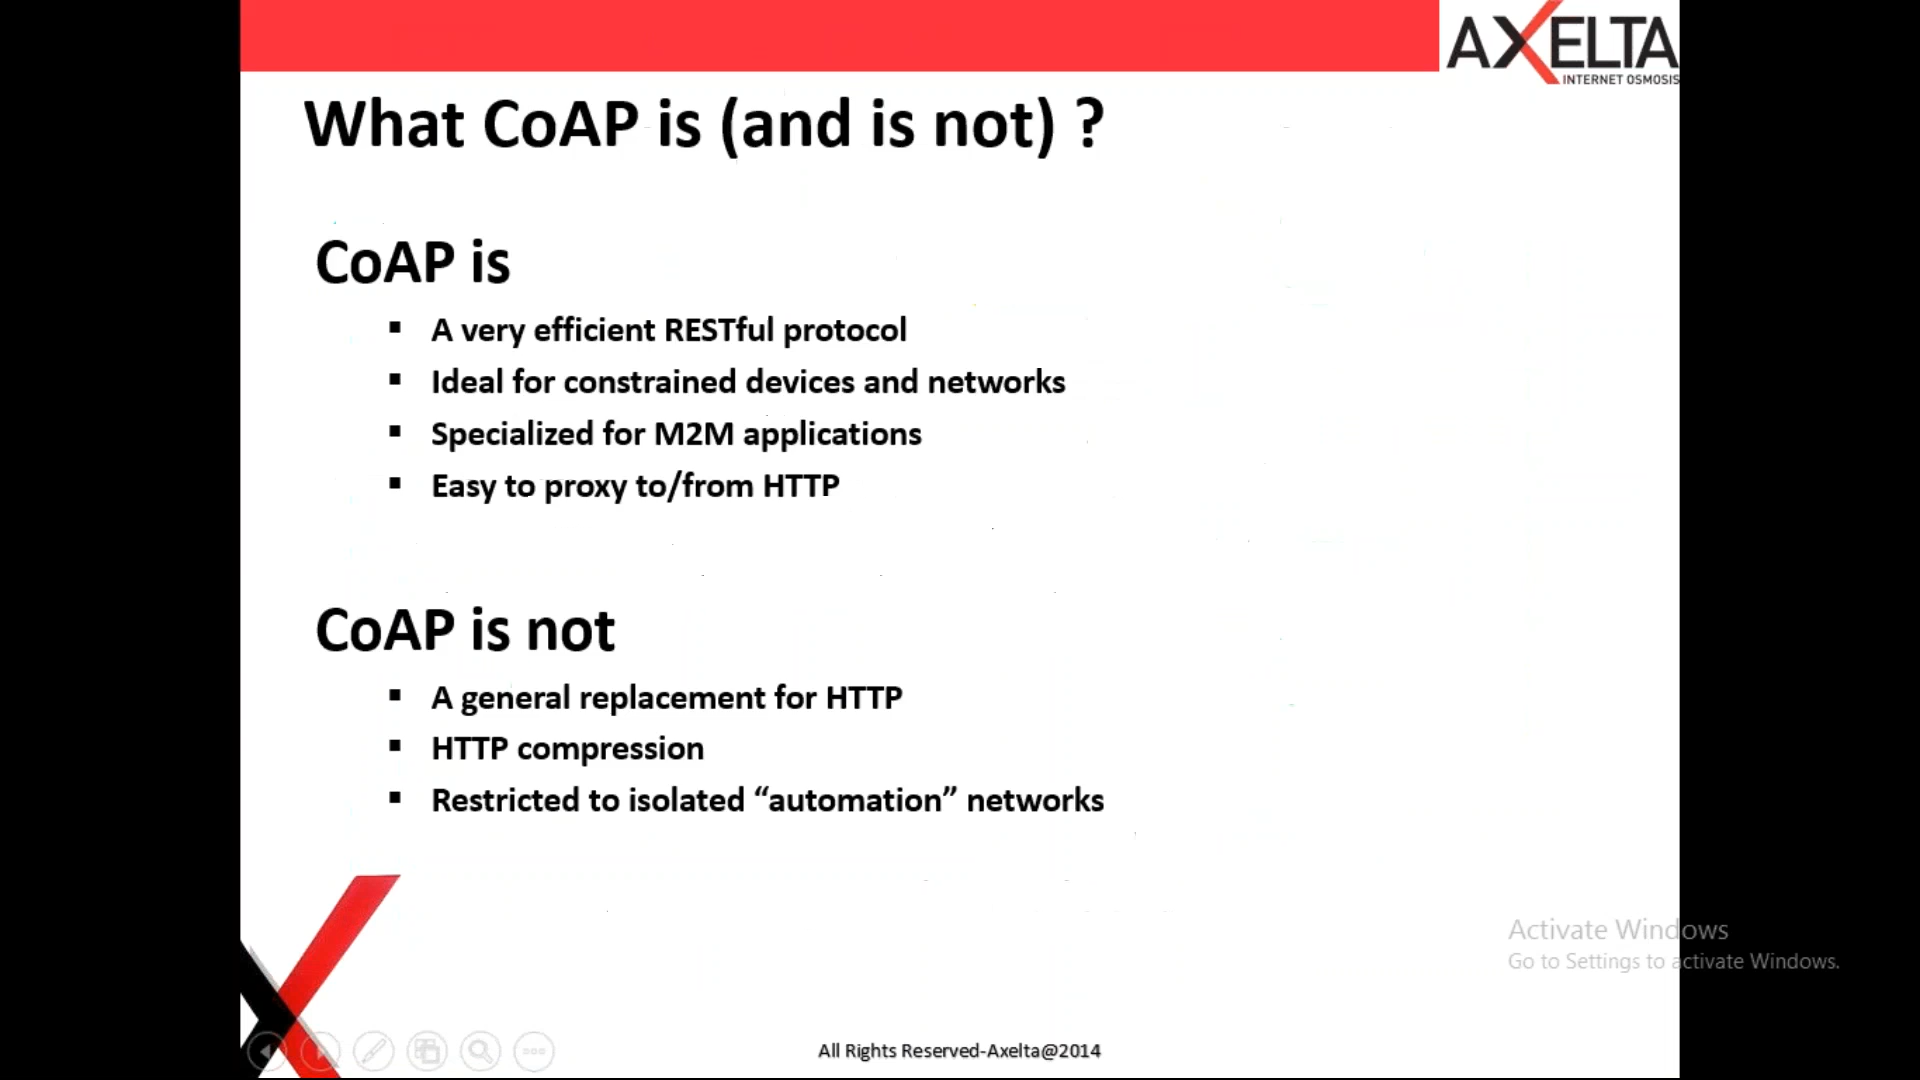 AXELTA
INTERNET OSMOSIS
What CoAP is (and is not) ?
CoAP is
▪ A very efficient RESTful protocol
▪ Ideal for constrained devices and networks
▪ Specialized for M2M applications
▪ Easy to proxy to/from HTTP
CoAP is not
▪ A general replacement for HTTP
▪ HTTP compression
▪ Restricted to isolated “automation” networks
Activate Windows
Go to Settings to activate Windows.
All Rights Reserved-Axelta@2014